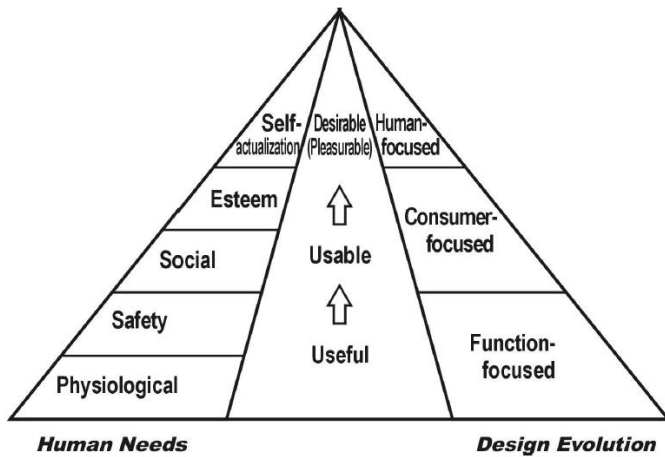 Self-
actualization
Desirable
(Pleasurable)
Human-
focused
Esteem
Consumer-
focused
Social
Usable
Safety
Useful
Function-
focused
Physiological
Human Needs
Design Evolution